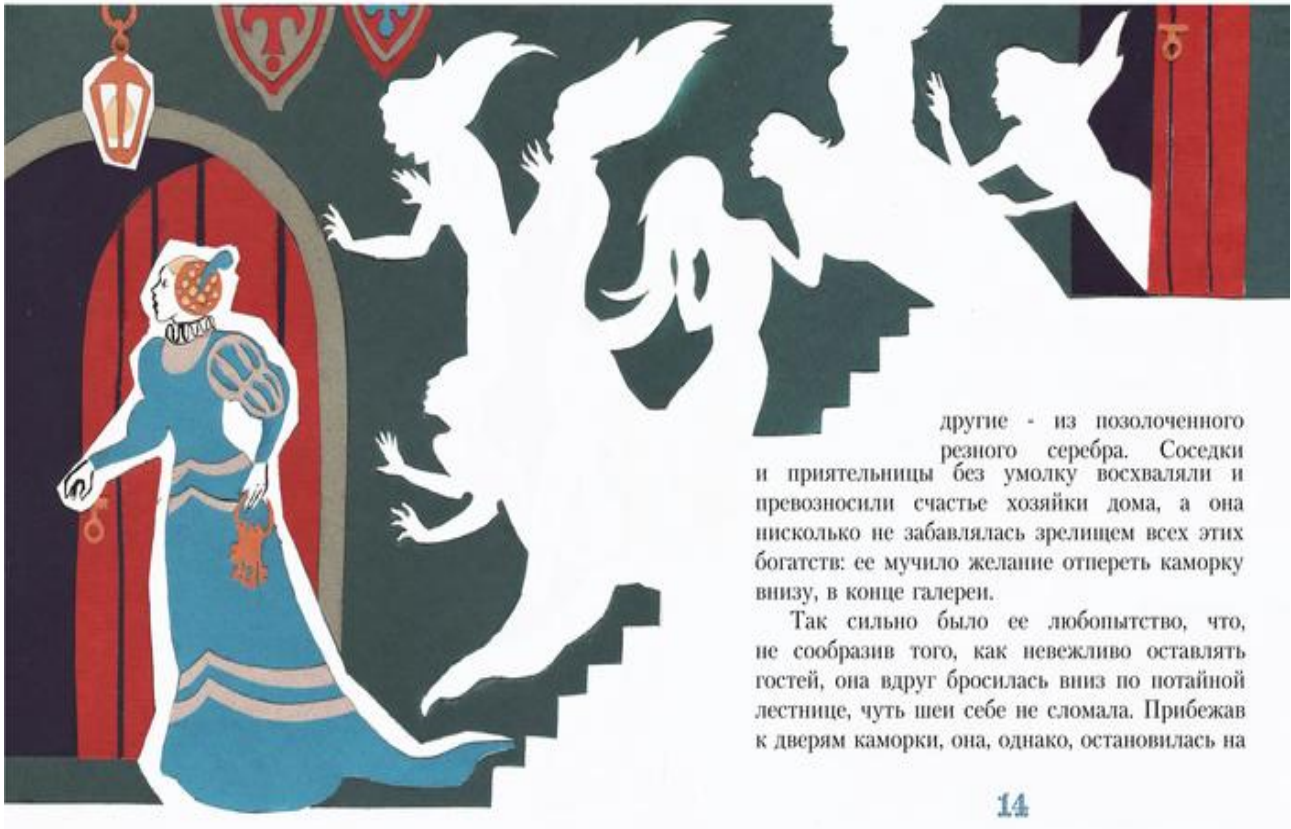 другие - из позолоченного
резного серебра. Соседки
и приятельницы без умолку восхваляли и
превозносили счастье хозяйки дома, а она
нисколько не забавлялась зрелищем всех этих
богатств: ее мучило желание отпереть каморку
внизу, в конце галереи.
Так сильно было ее любопытство, что,
не сообразив того, как невежливо оставлять
гостей, она вдруг бросилась вниз по потайной
лестнице, чуть шеи себе не сломала. Прибежав
к дверям каморки, она, однако, остановилась на
14